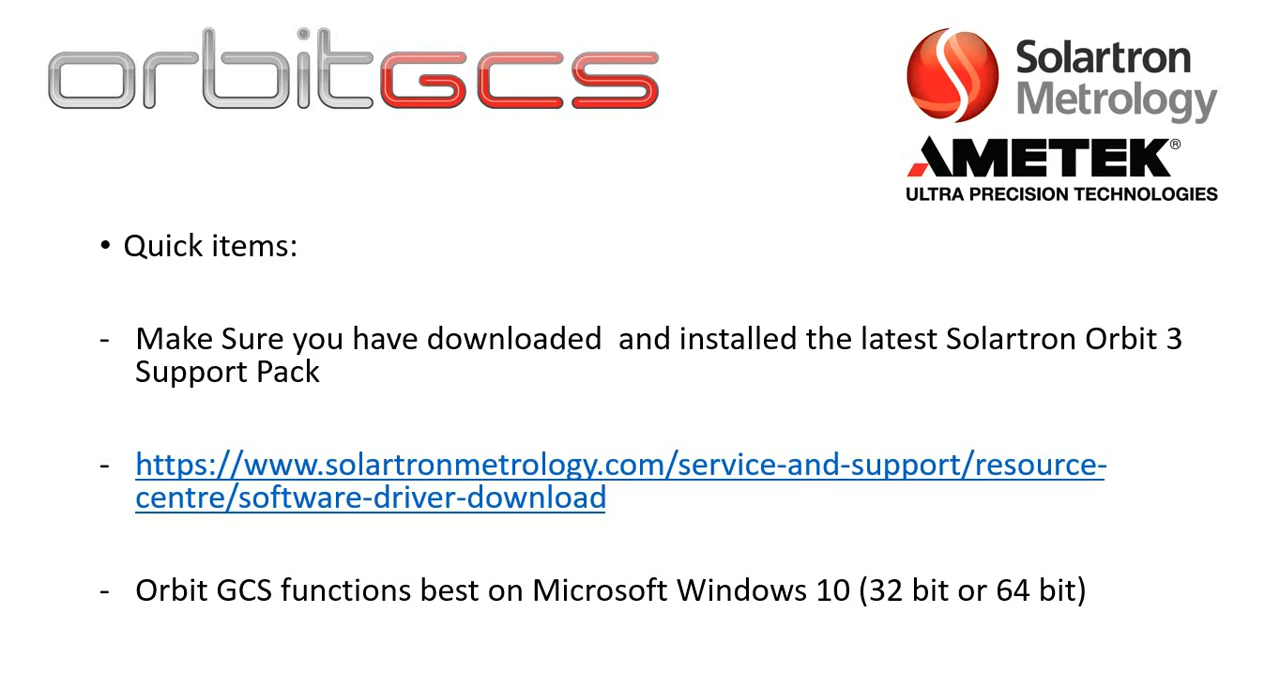 orbitGCS
Solartron
Metrology
AMETEK®
ULTRA PRECISION TECHNOLOGIES
• Quick items:
- Make Sure you have downloaded  and installed the latest Solartron Orbit 3
Support Pack
- https://www.solartronmetrology.com/service-and-support/resource-
centre/software-driver-download
- Orbit GCS functions best on Microsoft Windows 10 (32 bit or 64 bit)